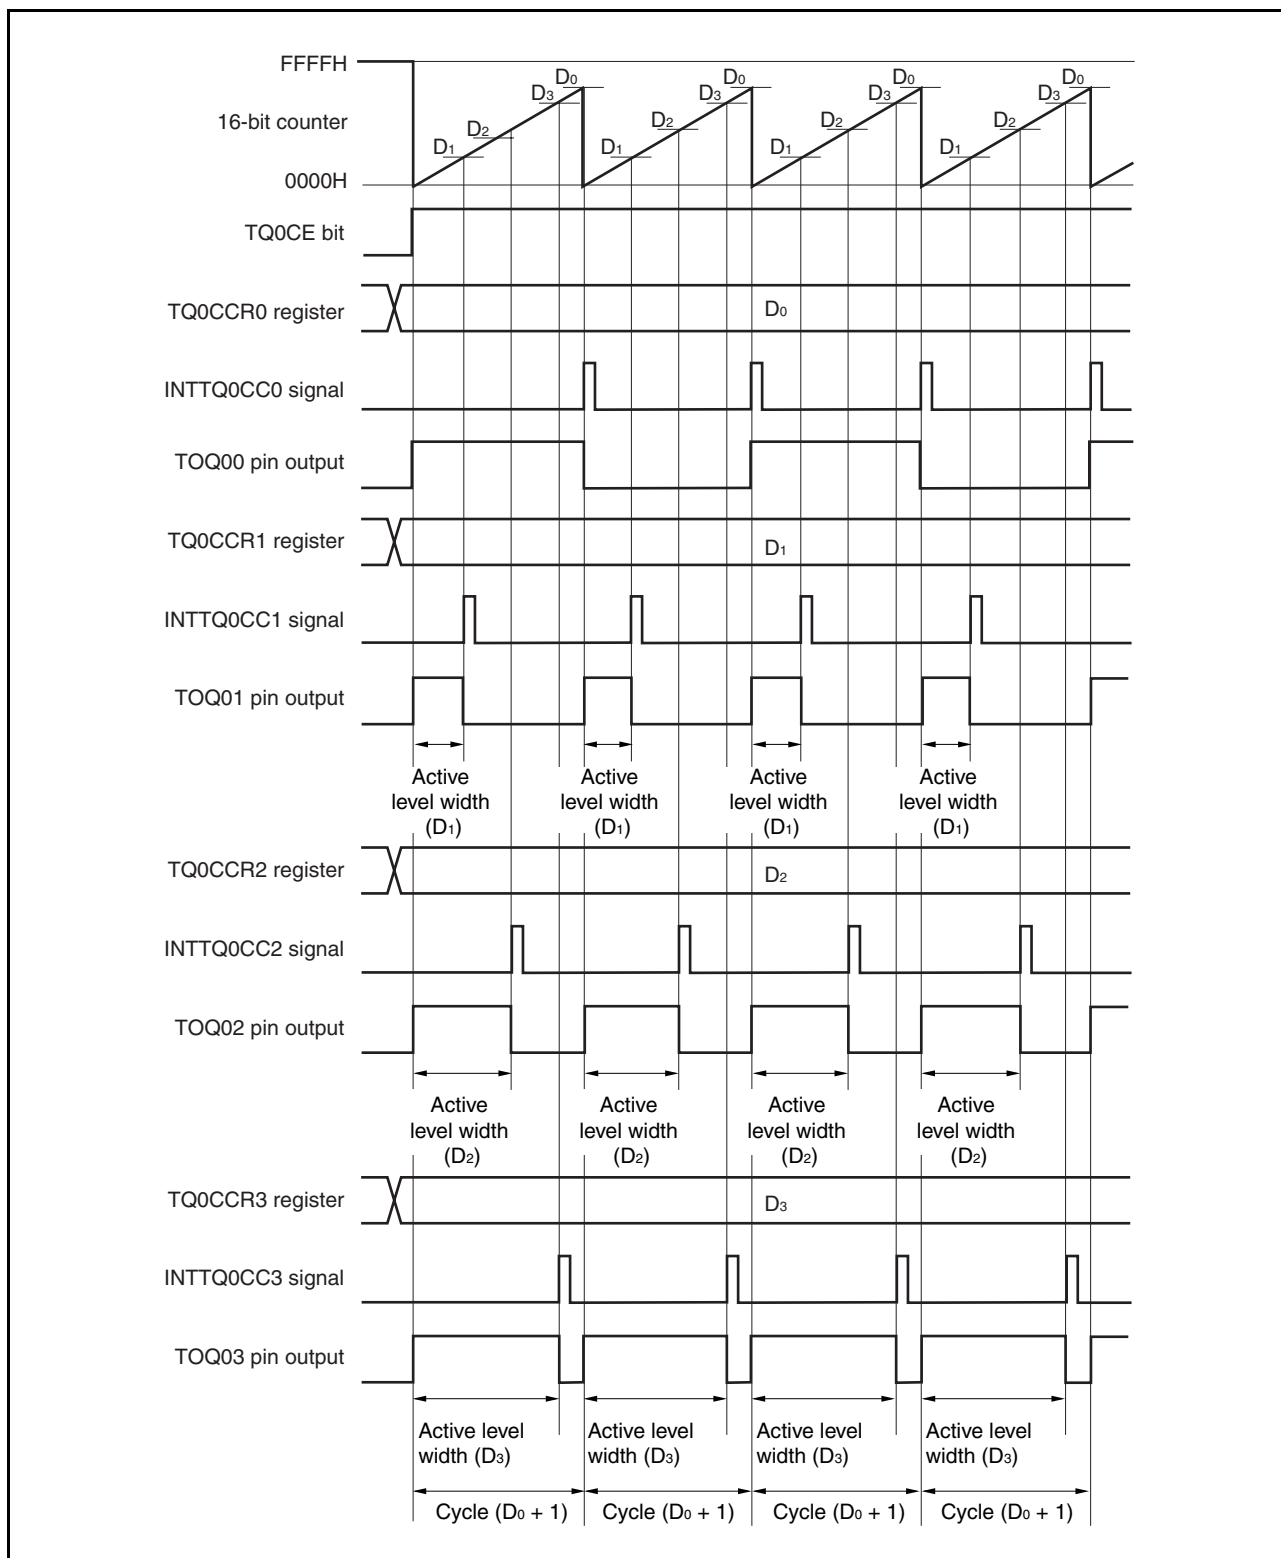 FFFFH
D0 D0 D0 D0
D3 D3 D3 D3
16-bit counter
D2 D2 D2 D2
D1 D1 D1 D1
0000H
TQ0CE bit
TQ0CCR0 register D0
INTTQ0CC0 signal
TOQ00 pin output
TQ0CCR1 register D1
INTTQ0CC1 signal
TOQ01 pin output
Active Active Active Active
level width level width level width level width
(D1) (D1) (D1) (D1)
TQ0CCR2 register D2
INTTQ0CC2 signal
TOQ02 pin output
Active Active Active Active
level width level width level width level width
(D2) (D2) (D2) (D2)
TQ0CCR3 register D3
INTTQ0CC3 signal
TOQ03 pin output
Active level Active level Active level Active level
width (D3) width (D3) width (D3) width (D3)
Cycle (D0 + 1) Cycle (D0 + 1) Cycle (D0 + 1) Cycle (D0 + 1)